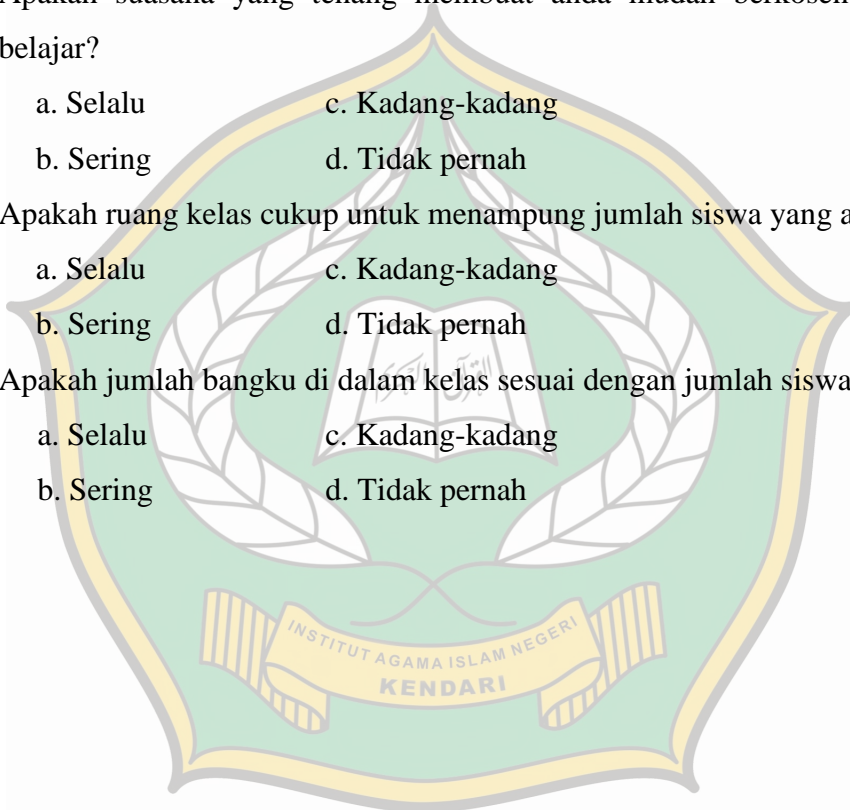 Apakah suasana yang tenang membuat anda mudah
belajar?
a. Selalu c. Kadang-kadang
b. Sering d. Tidak pernah
Apakah ruang kelas cukup untuk menampung jumlah siswa yang
a. Selalu c. Kadang-kadang
b. Sering d. Tidak pernah
Apakah jumlah bangku di dalam kelas sesuai dengan jumlah siswa
a. Selalu c. Kadang-kadang
b. Sering d. Tidak pernah
INSTITUT AGAMA ISLAM NEGERI
KENDARI